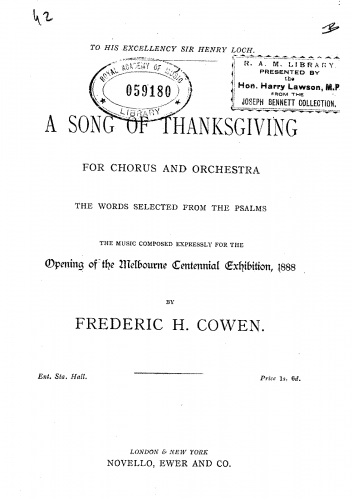 42
B
TO HIS EXCELLENCY SIR HENRY LOCH.
ROYAL ACADEMY OF MUSIC
059180
* LIBRARY *
R. A. M. LIBRARY
PRESENTED BY
the
Hon. Harry Lawson, M.P
FROM THE
JOSEPH BENNETT COLLECTION.
A SONG OF THANKSGIVING
FOR CHORUS AND ORCHESTRA
THE WORDS SELECTED FROM THE PSALMS
THE MUSIC COMPOSED EXPRESSLY FOR THE
Opening of the Melbourne Centennial Exhibition, 1888
BY
FREDERIC H. COWEN.
Ent. Sta. Hall.
Price 1s. 6d.
LONDON & NEW YORK
NOVELLO, EWER AND CO.